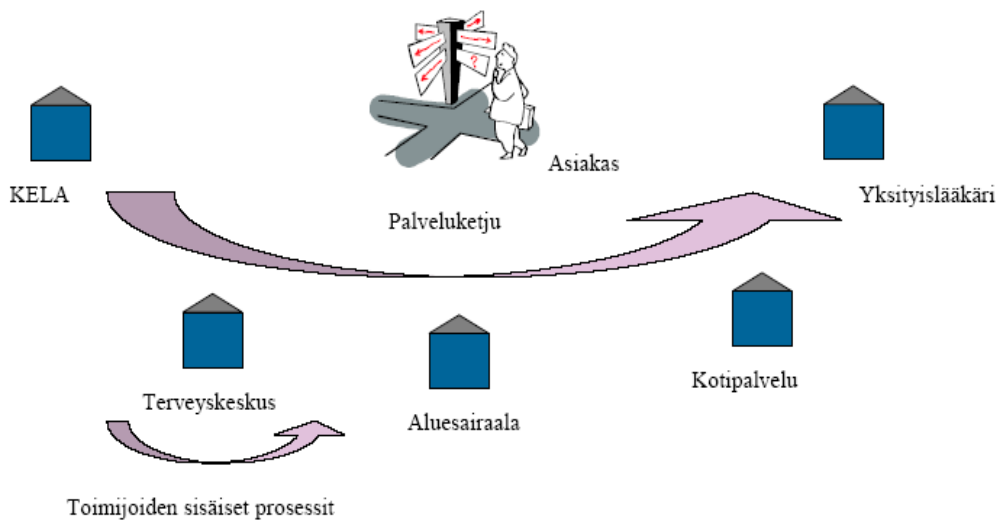 ?
Asiakas
KELA
Yksityislääkäri
Palveluketju
Terveyskeskus
Aluesairaala
Kotipalvelu
Toimijoiden sisäiset prosessit